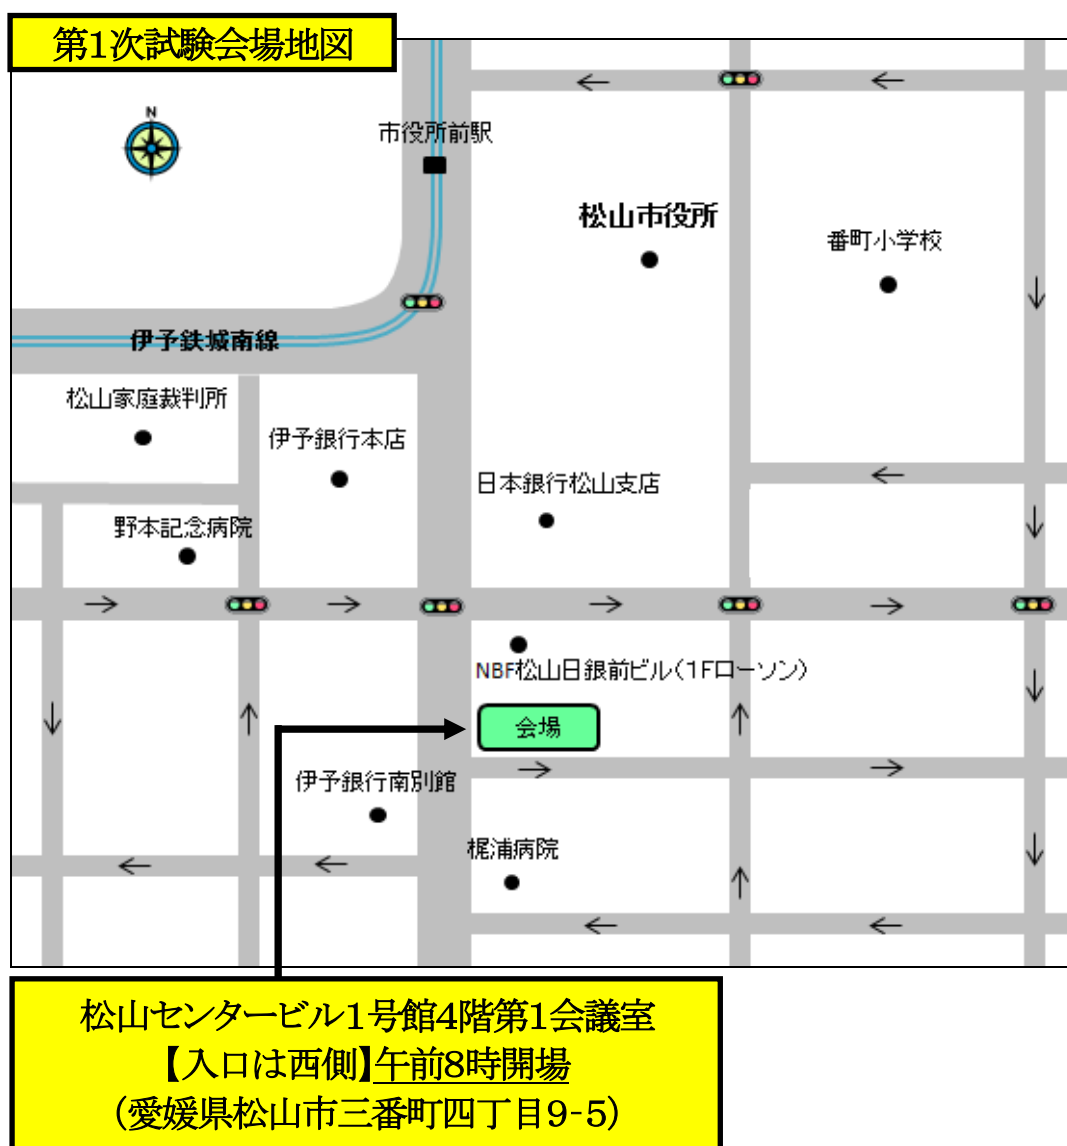 第1次試験会場地図
N
市役所前駅
松山市役所
番町小学校
伊予鉄城南線
松山家庭裁判所
伊予銀行本店
日本銀行松山支店
野本記念病院
NBF松山日銀前ビル(1Fローソン)
会場
伊予銀行南別館
梶浦病院
松山センタービル1号館4階第1会議室
【入口は西側】午前8時開場
(愛媛県松山市三番町四丁目9-5)